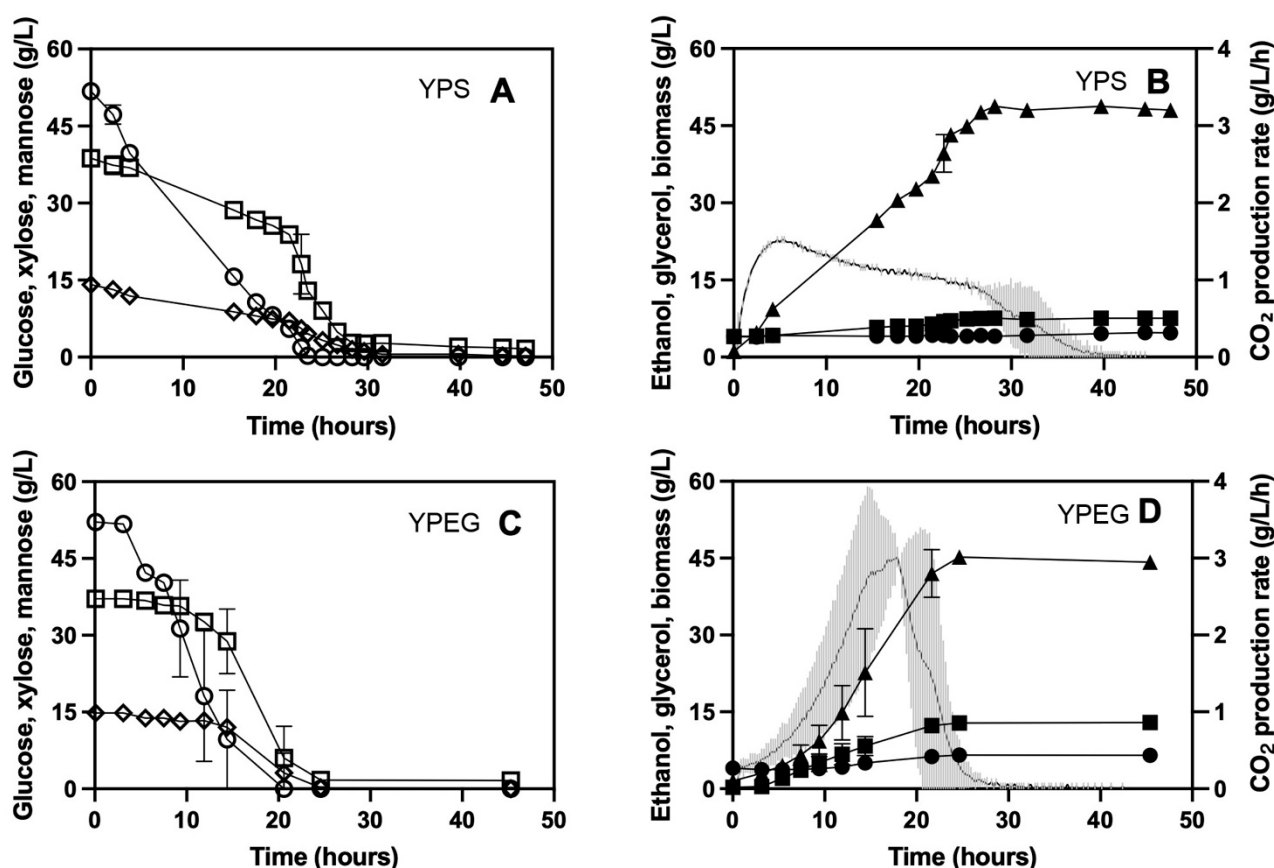 60
45
30
15
0
0 10 20 30 40 50
Time (hours)
Glucose, xylose, mannose (g/L)
YPS A
60
45
30
15
0
0 10 20 30 40 50
Time (hours)
Ethanol, glycerol, biomass (g/L)
4
3
2
1
0
CO₂ production rate (g/L/h)
YPS B
60
45
30
15
0
0 10 20 30 40 50
Time (hours)
Glucose, xylose, mannose (g/L)
YPEG C
60
45
30
15
0
0 10 20 30 40 50
Time (hours)
Ethanol, glycerol, biomass (g/L)
4
3
2
1
0
CO₂ production rate (g/L/h)
YPEG D